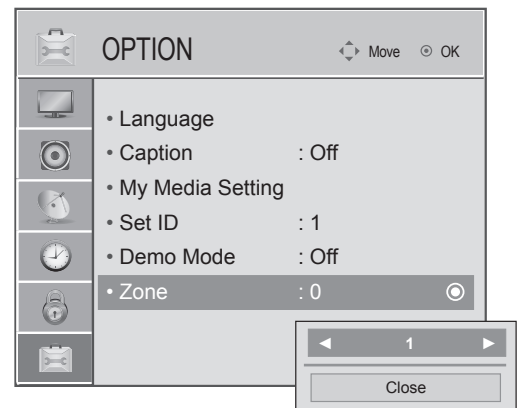 OPTION
Move OK
• Language
• Caption : Off
• My Media Setting
• Set ID : 1
• Demo Mode : Off
• Zone : 0
◄ 1 ►
Close